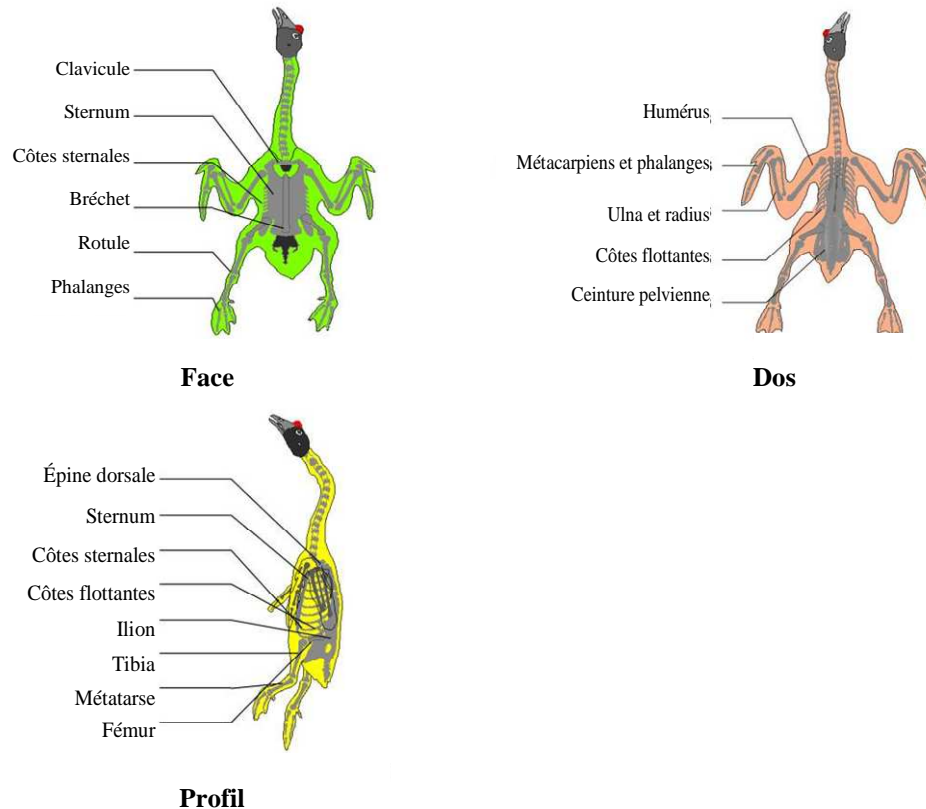 Clavicule
Sternum
Côtes sternales
Bréchet
Rotule
Phalanges
Face
Humérus
Métacarpiens et phalanges
Ulna et radius
Côtes flottantes
Ceinture pelvienne
Dos
Épine dorsale
Sternum
Côtes sternales
Côtes flottantes
Ilion
Tibia
Métatarse
Fémur
Profil